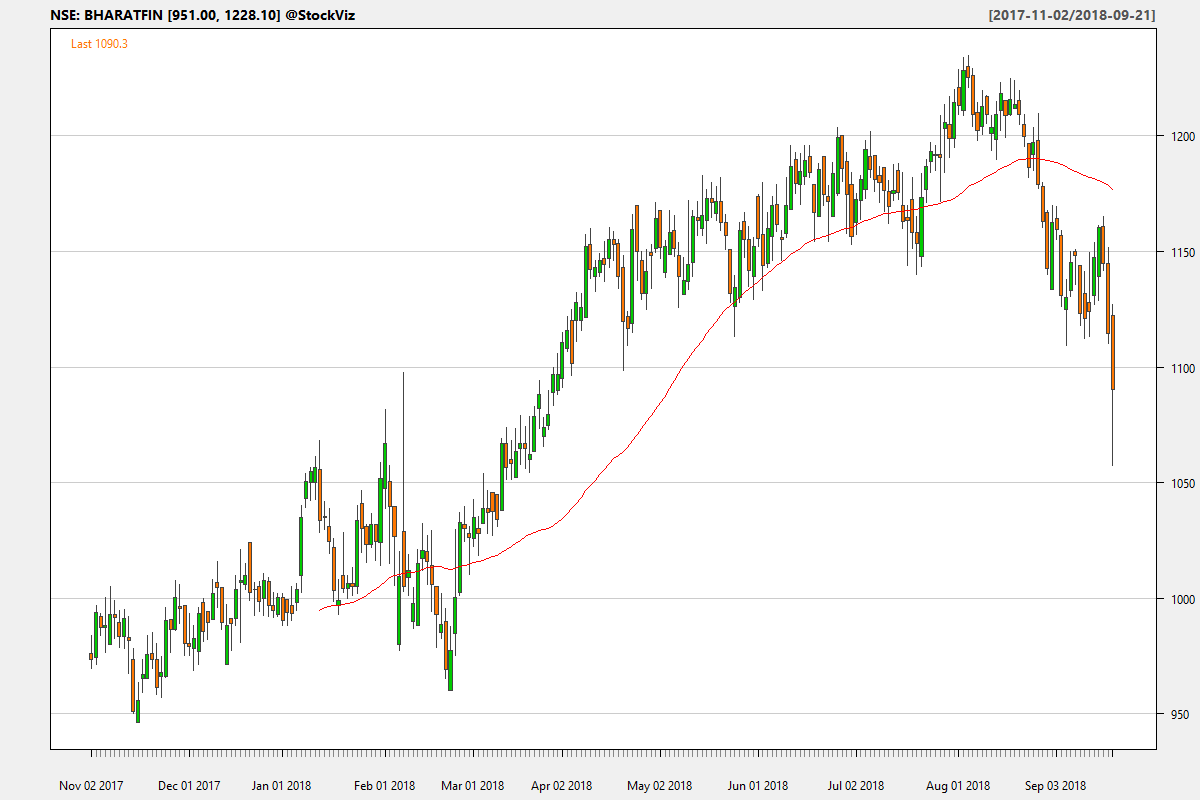 NSE: BHARATFIN [951.00, 1228.10] @StockViz [2017-11-02/2018-09-21]
Last 1090.3
1200
1150
1100
1050
1000
950
Nov 02 2017 Dec 01 2017 Jan 01 2018 Feb 01 2018 Mar 01 2018 Apr 02 2018 May 02 2018 Jun 01 2018 Jul 02 2018 Aug 01 2018 Sep 03 2018